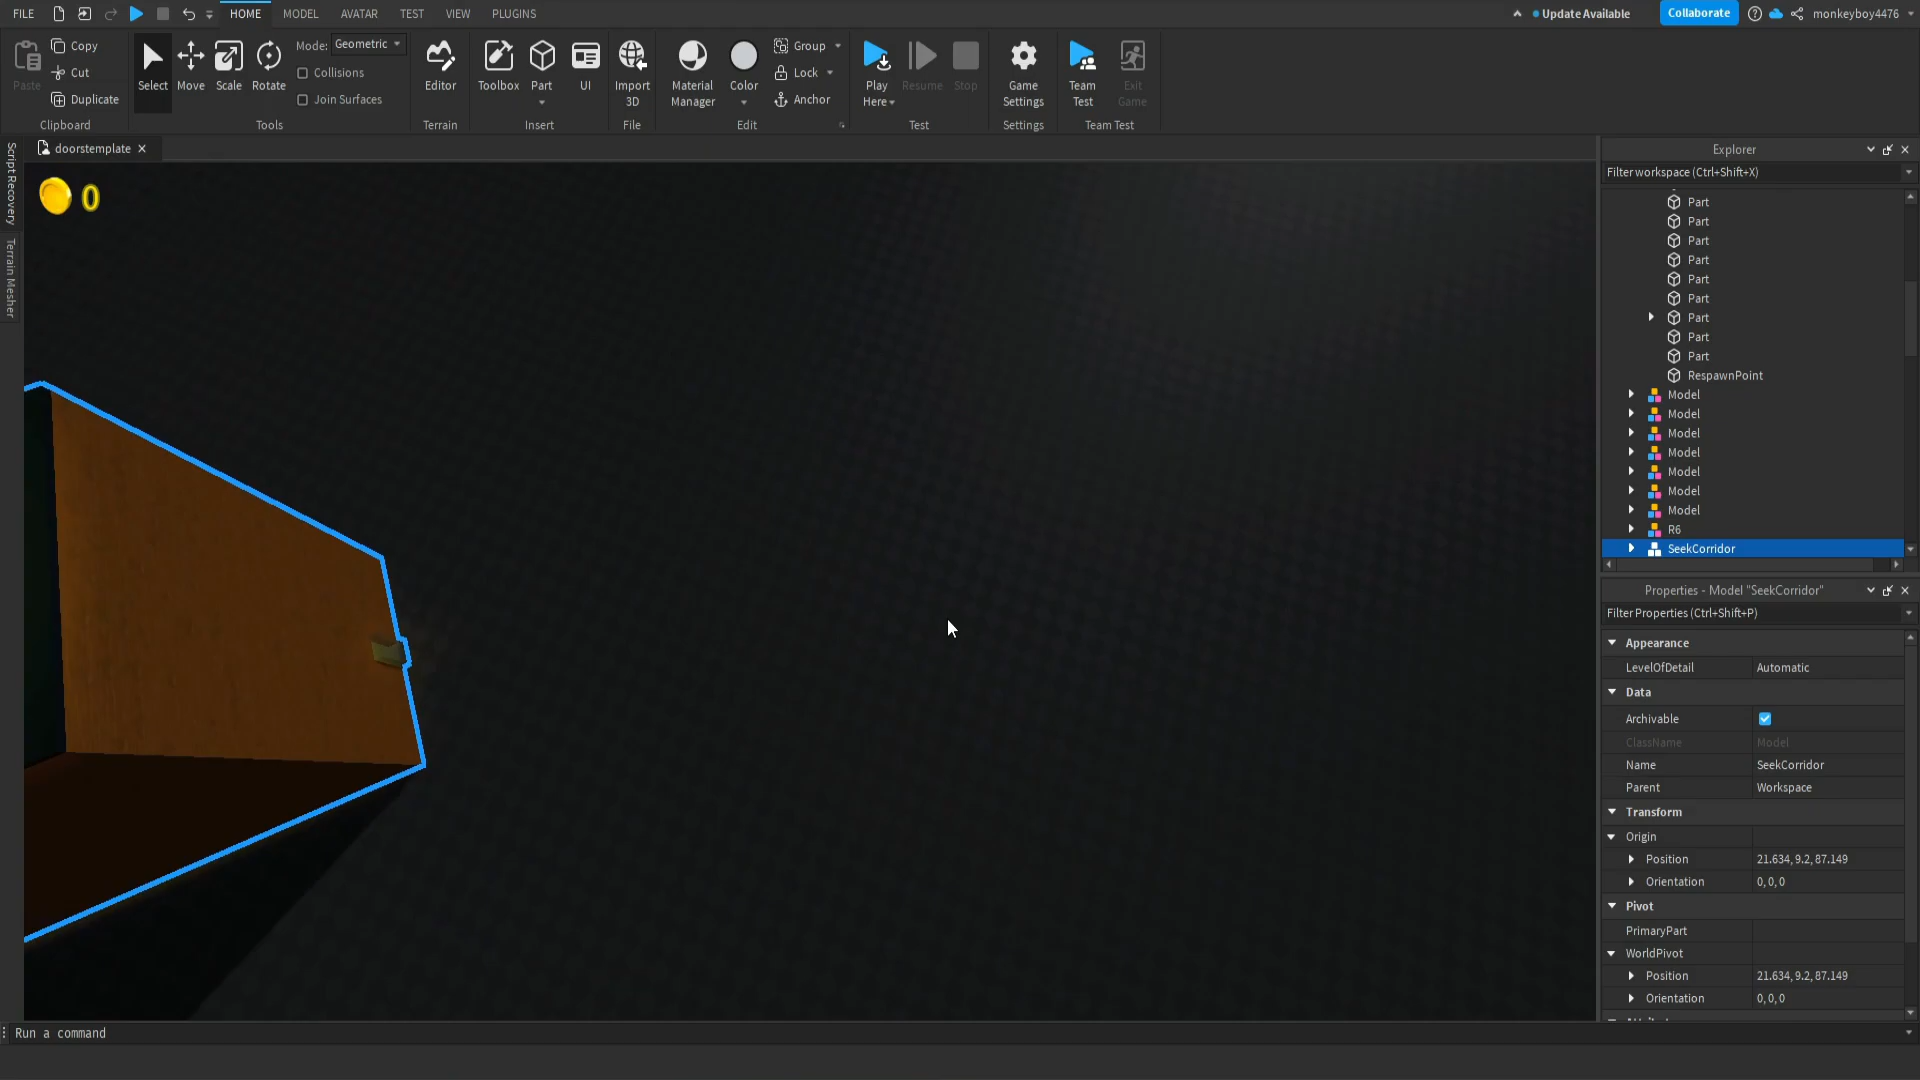 FILE
HOME
MODEL
AVATAR
TEST
VIEW
PLUGINS
Update Available
Collaborate
monkeyboy4476
Paste
Copy
Cut
Duplicate
Clipboard
Select
Move
Scale
Rotate
Mode: Geometric
Collisions
Join Surfaces
Tools
Editor
Terrain
Toolbox
Part
UI
Insert
Import
3D
File
Material
Manager
Color
Group
Lock
Anchor
Edit
Play
Here
Resume
Stop
Test
Game
Settings
Settings
Team
Test
Exit
Game
Team Test
Script Recovery
Terrain Mesher
doorstemplate
0
Explorer
Filter workspace (Ctrl+Shift+X)
Part
Part
Part
Part
Part
Part
Part
Part
Part
RespawnPoint
Model
Model
Model
Model
Model
Model
Model
R6
SeekCorridor
Properties - Model "SeekCorridor"
Filter Properties (Ctrl+Shift+P)
Appearance
LevelOfDetail Automatic
Data
Archivable
ClassName Model
Name SeekCorridor
Parent Workspace
Transform
Origin
Position 21.634, 9.2, 87.149
Orientation 0, 0, 0
Pivot
PrimaryPart
WorldPivot
Position 21.634, 9.2, 87.149
Orientation 0, 0, 0
Run a command